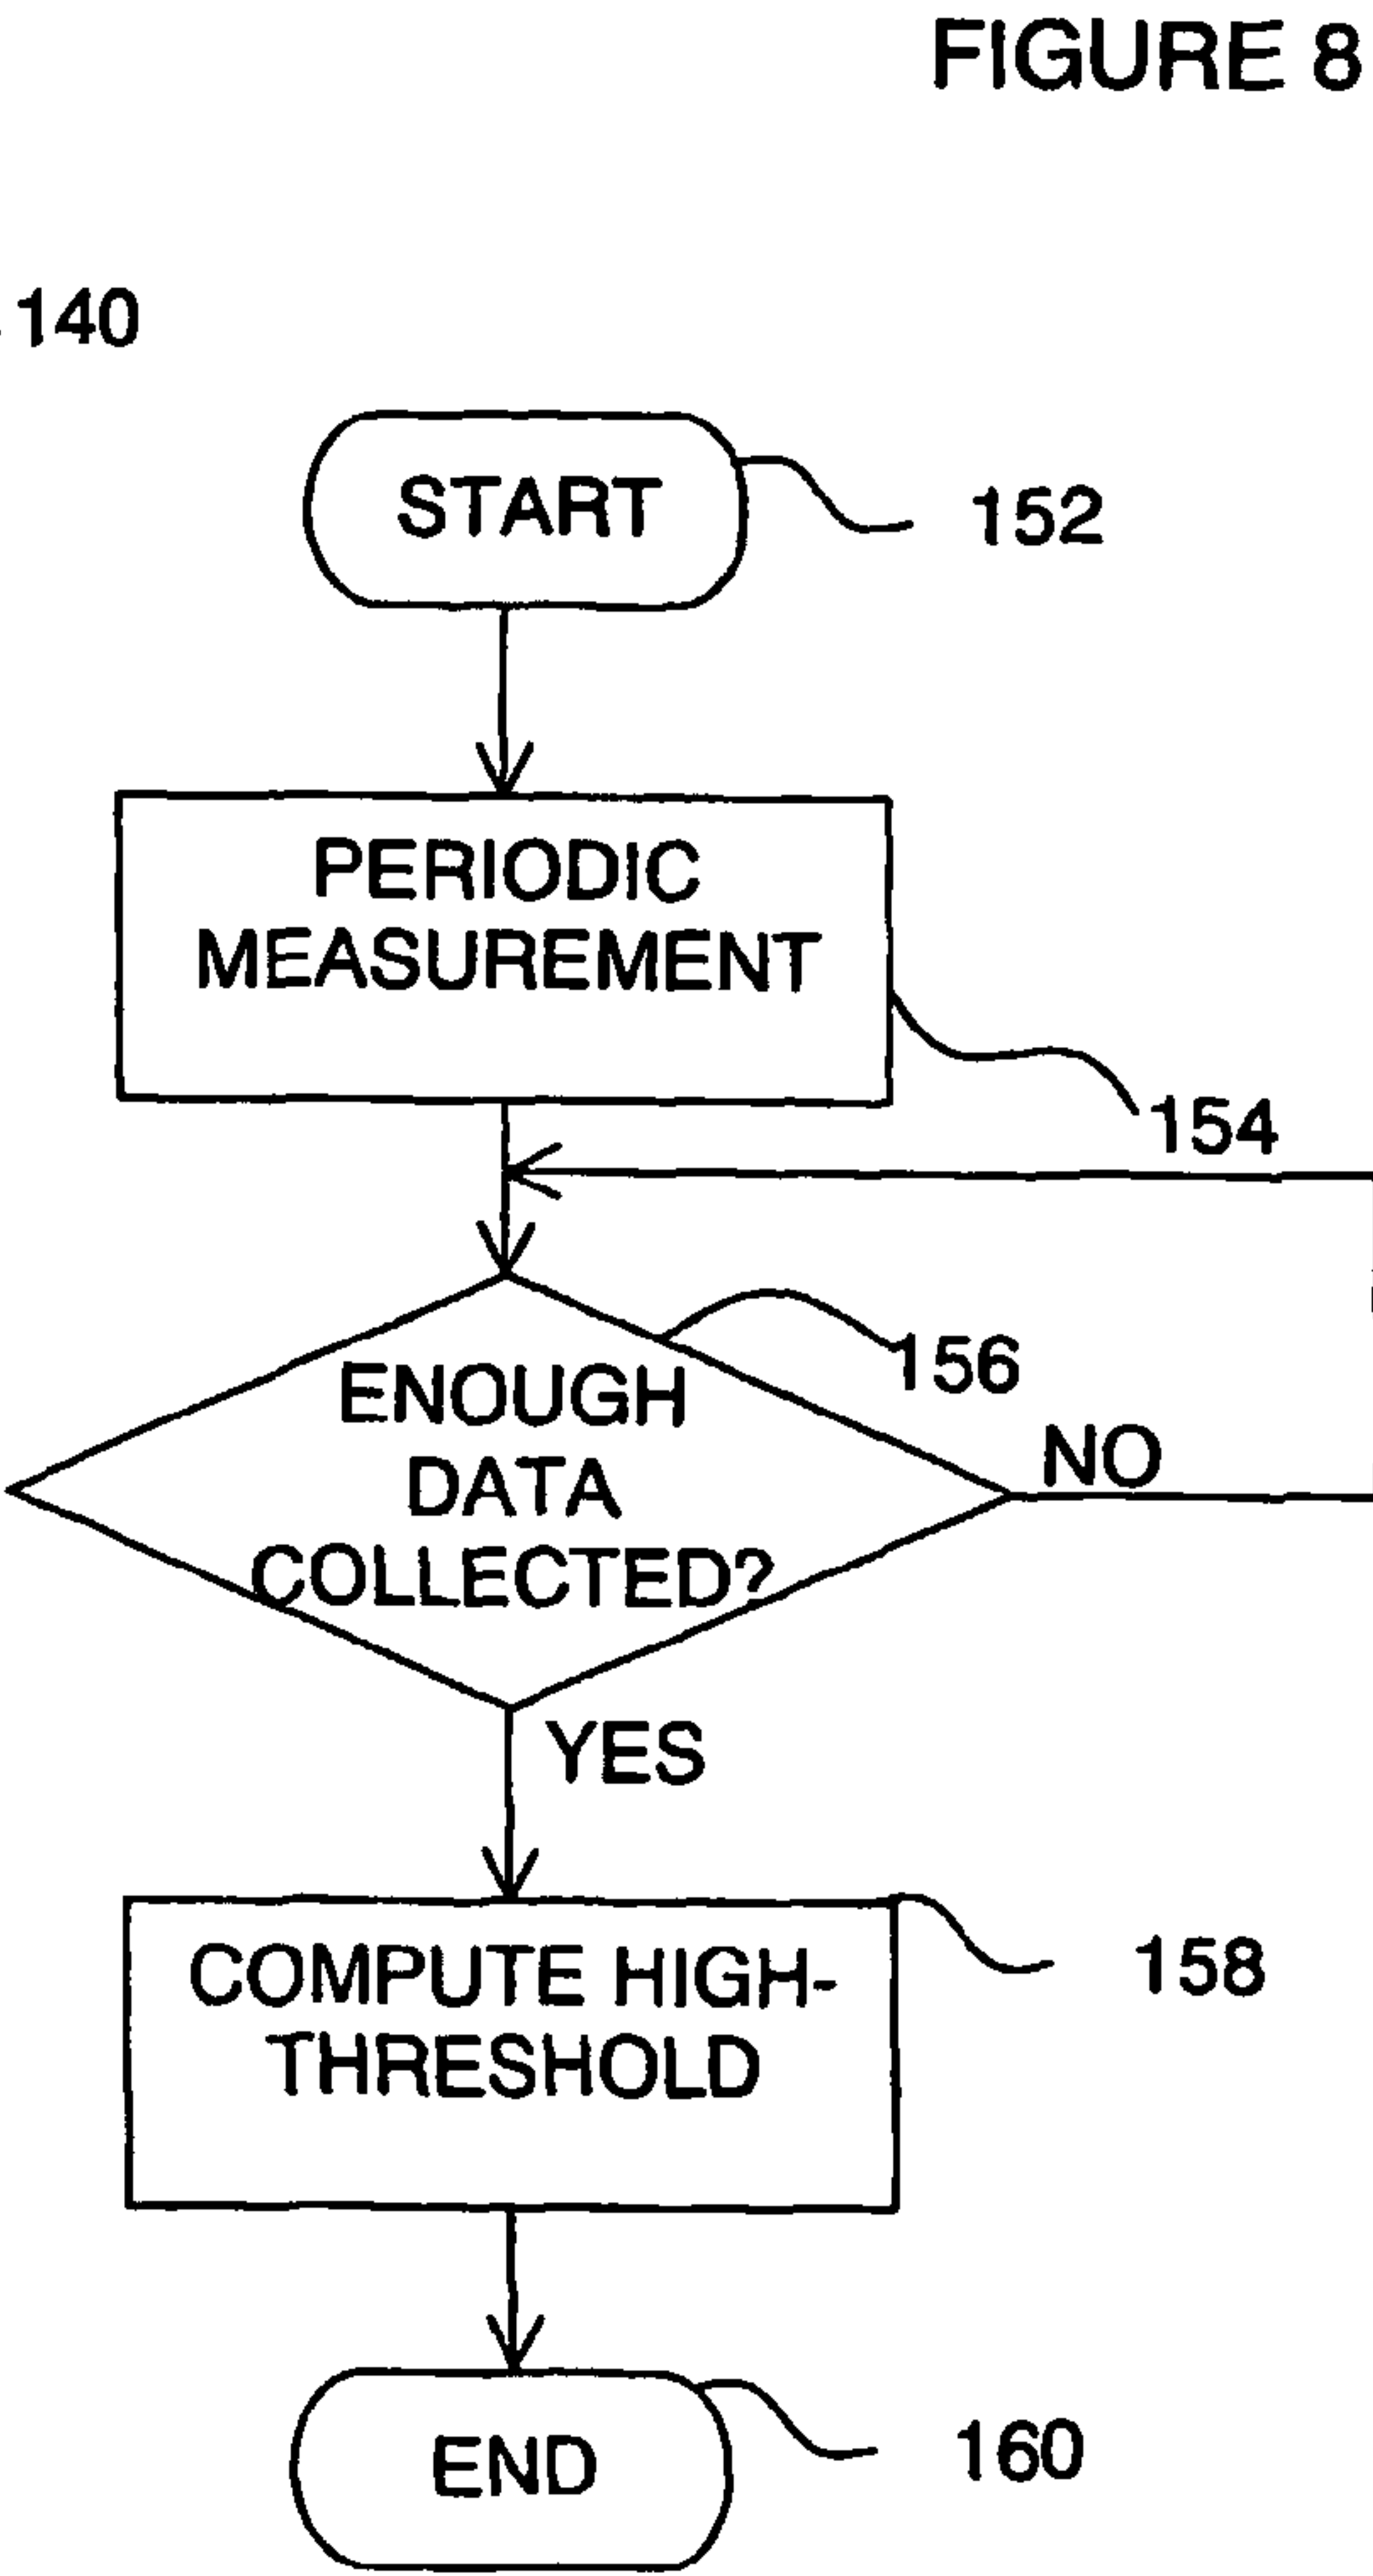 FIGURE 8
140
START
152
PERIODIC
MEASUREMENT
154
156
ENOUGH
DATA
COLLECTED?
NO
YES
COMPUTE HIGH-
THRESHOLD
158
END
160